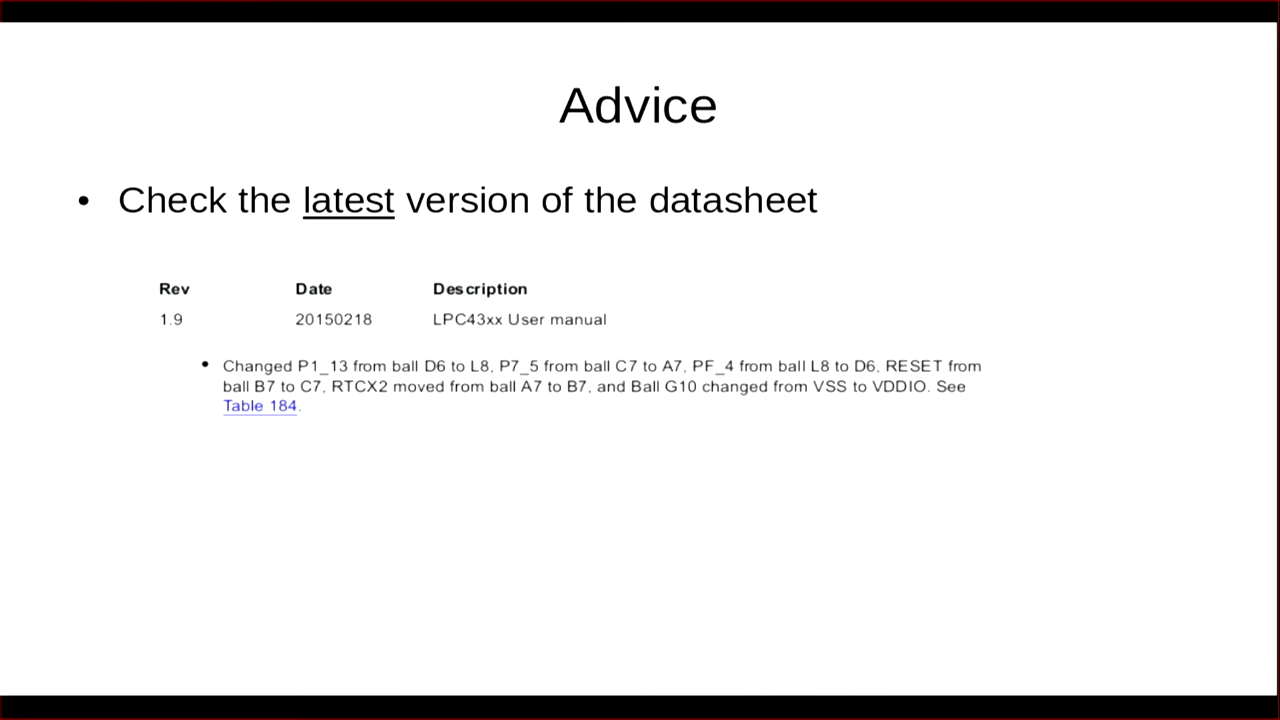 Advice
• Check the latest version of the datasheet
Rev Date Description
1.9 20150218 LPC43xx User manual
• Changed P1_13 from ball D6 to L8, P7_5 from ball C7 to A7, PF_4 from ball L8 to D6, RESET from
ball B7 to C7, RTCX2 moved from ball A7 to B7, and Ball G10 changed from VSS to VDDIO. See
Table 184.